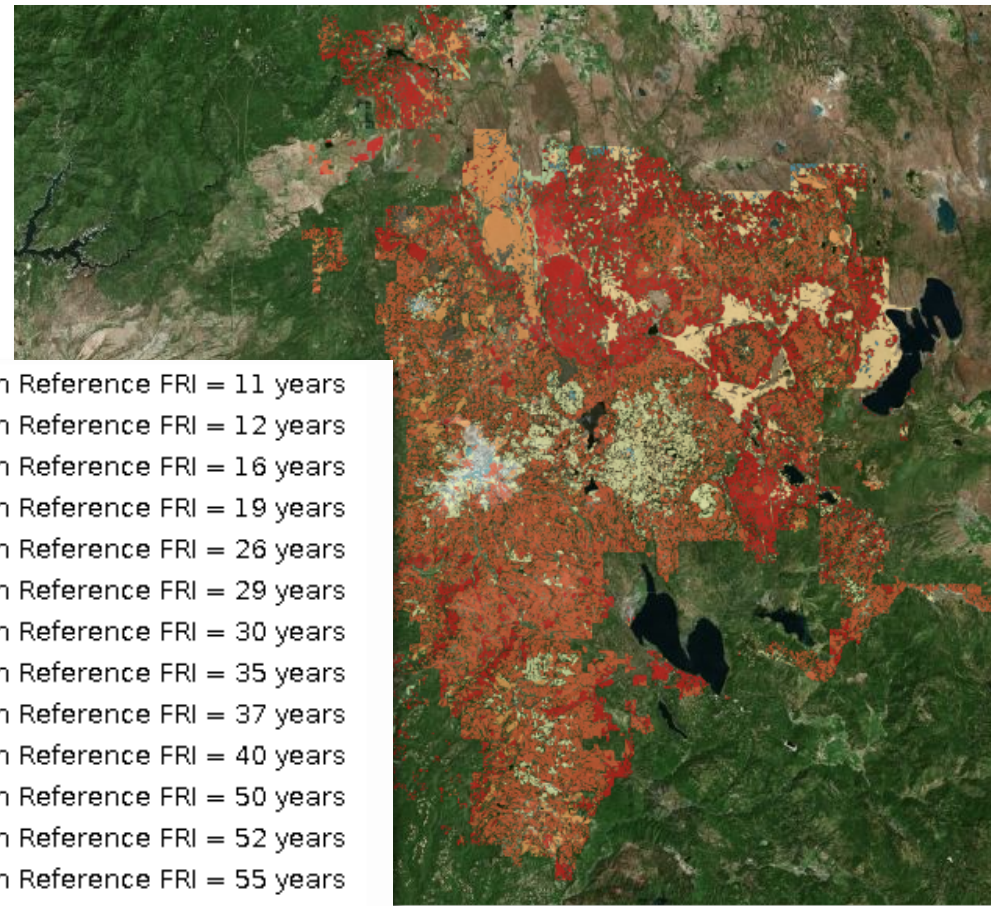 n Reference FRI = 11 years
n Reference FRI = 12 years
n Reference FRI = 16 years
n Reference FRI = 19 years
n Reference FRI = 26 years
n Reference FRI = 29 years
n Reference FRI = 30 years
n Reference FRI = 35 years
n Reference FRI = 37 years
n Reference FRI = 40 years
n Reference FRI = 50 years
n Reference FRI = 52 years
n Reference FRI = 55 years